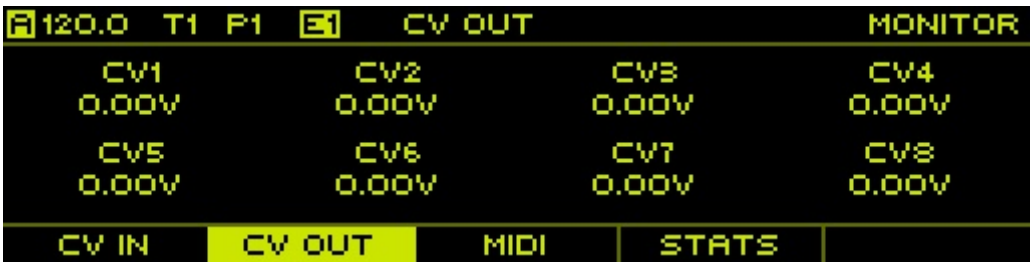 A 120.0 T1 P1 E1 CV OUT MONITOR
CV1 CV2 CV3 CV4
0.00V 0.00V 0.00V 0.00V
CV5 CV6 CV7 CV8
0.00V 0.00V 0.00V 0.00V
CV IN CV OUT MIDI STATS